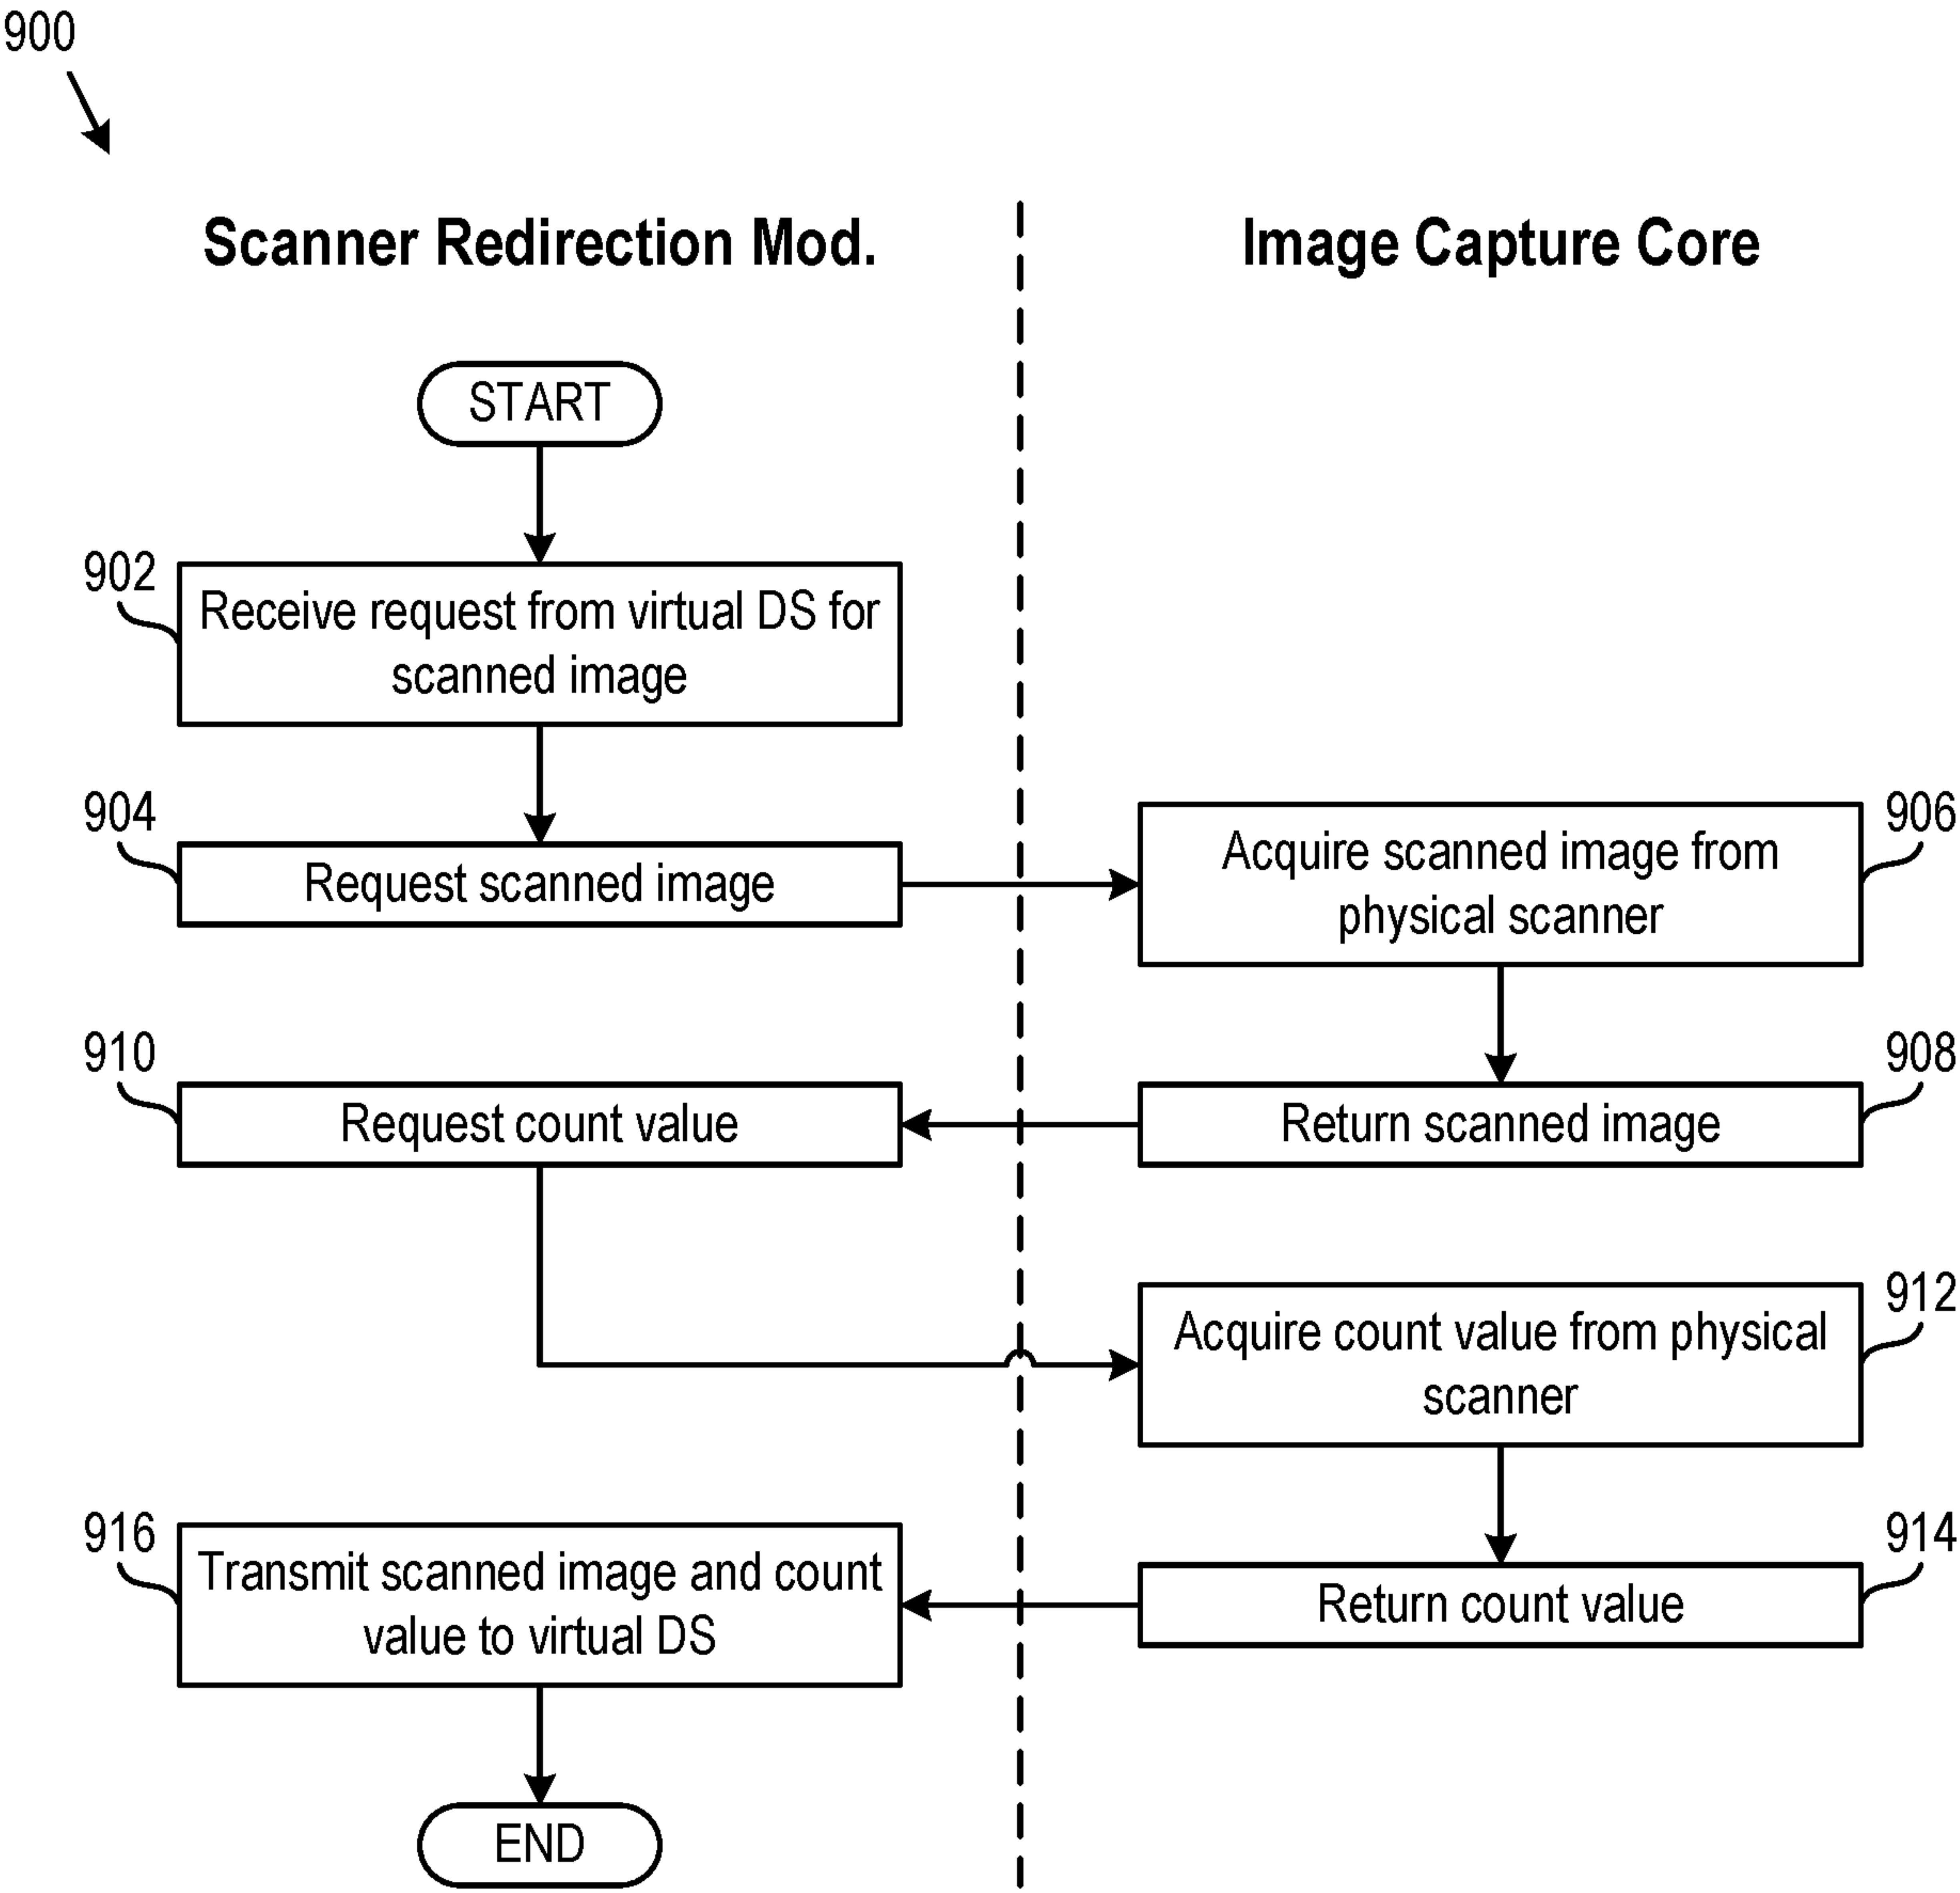 900
Scanner Redirection Mod.
Image Capture Core
START
902
Receive request from virtual DS for
scanned image
904
Request scanned image
906
Acquire scanned image from
physical scanner
908
Return scanned image
910
Request count value
912
Acquire count value from physical
scanner
914
Return count value
916
Transmit scanned image and count
value to virtual DS
END